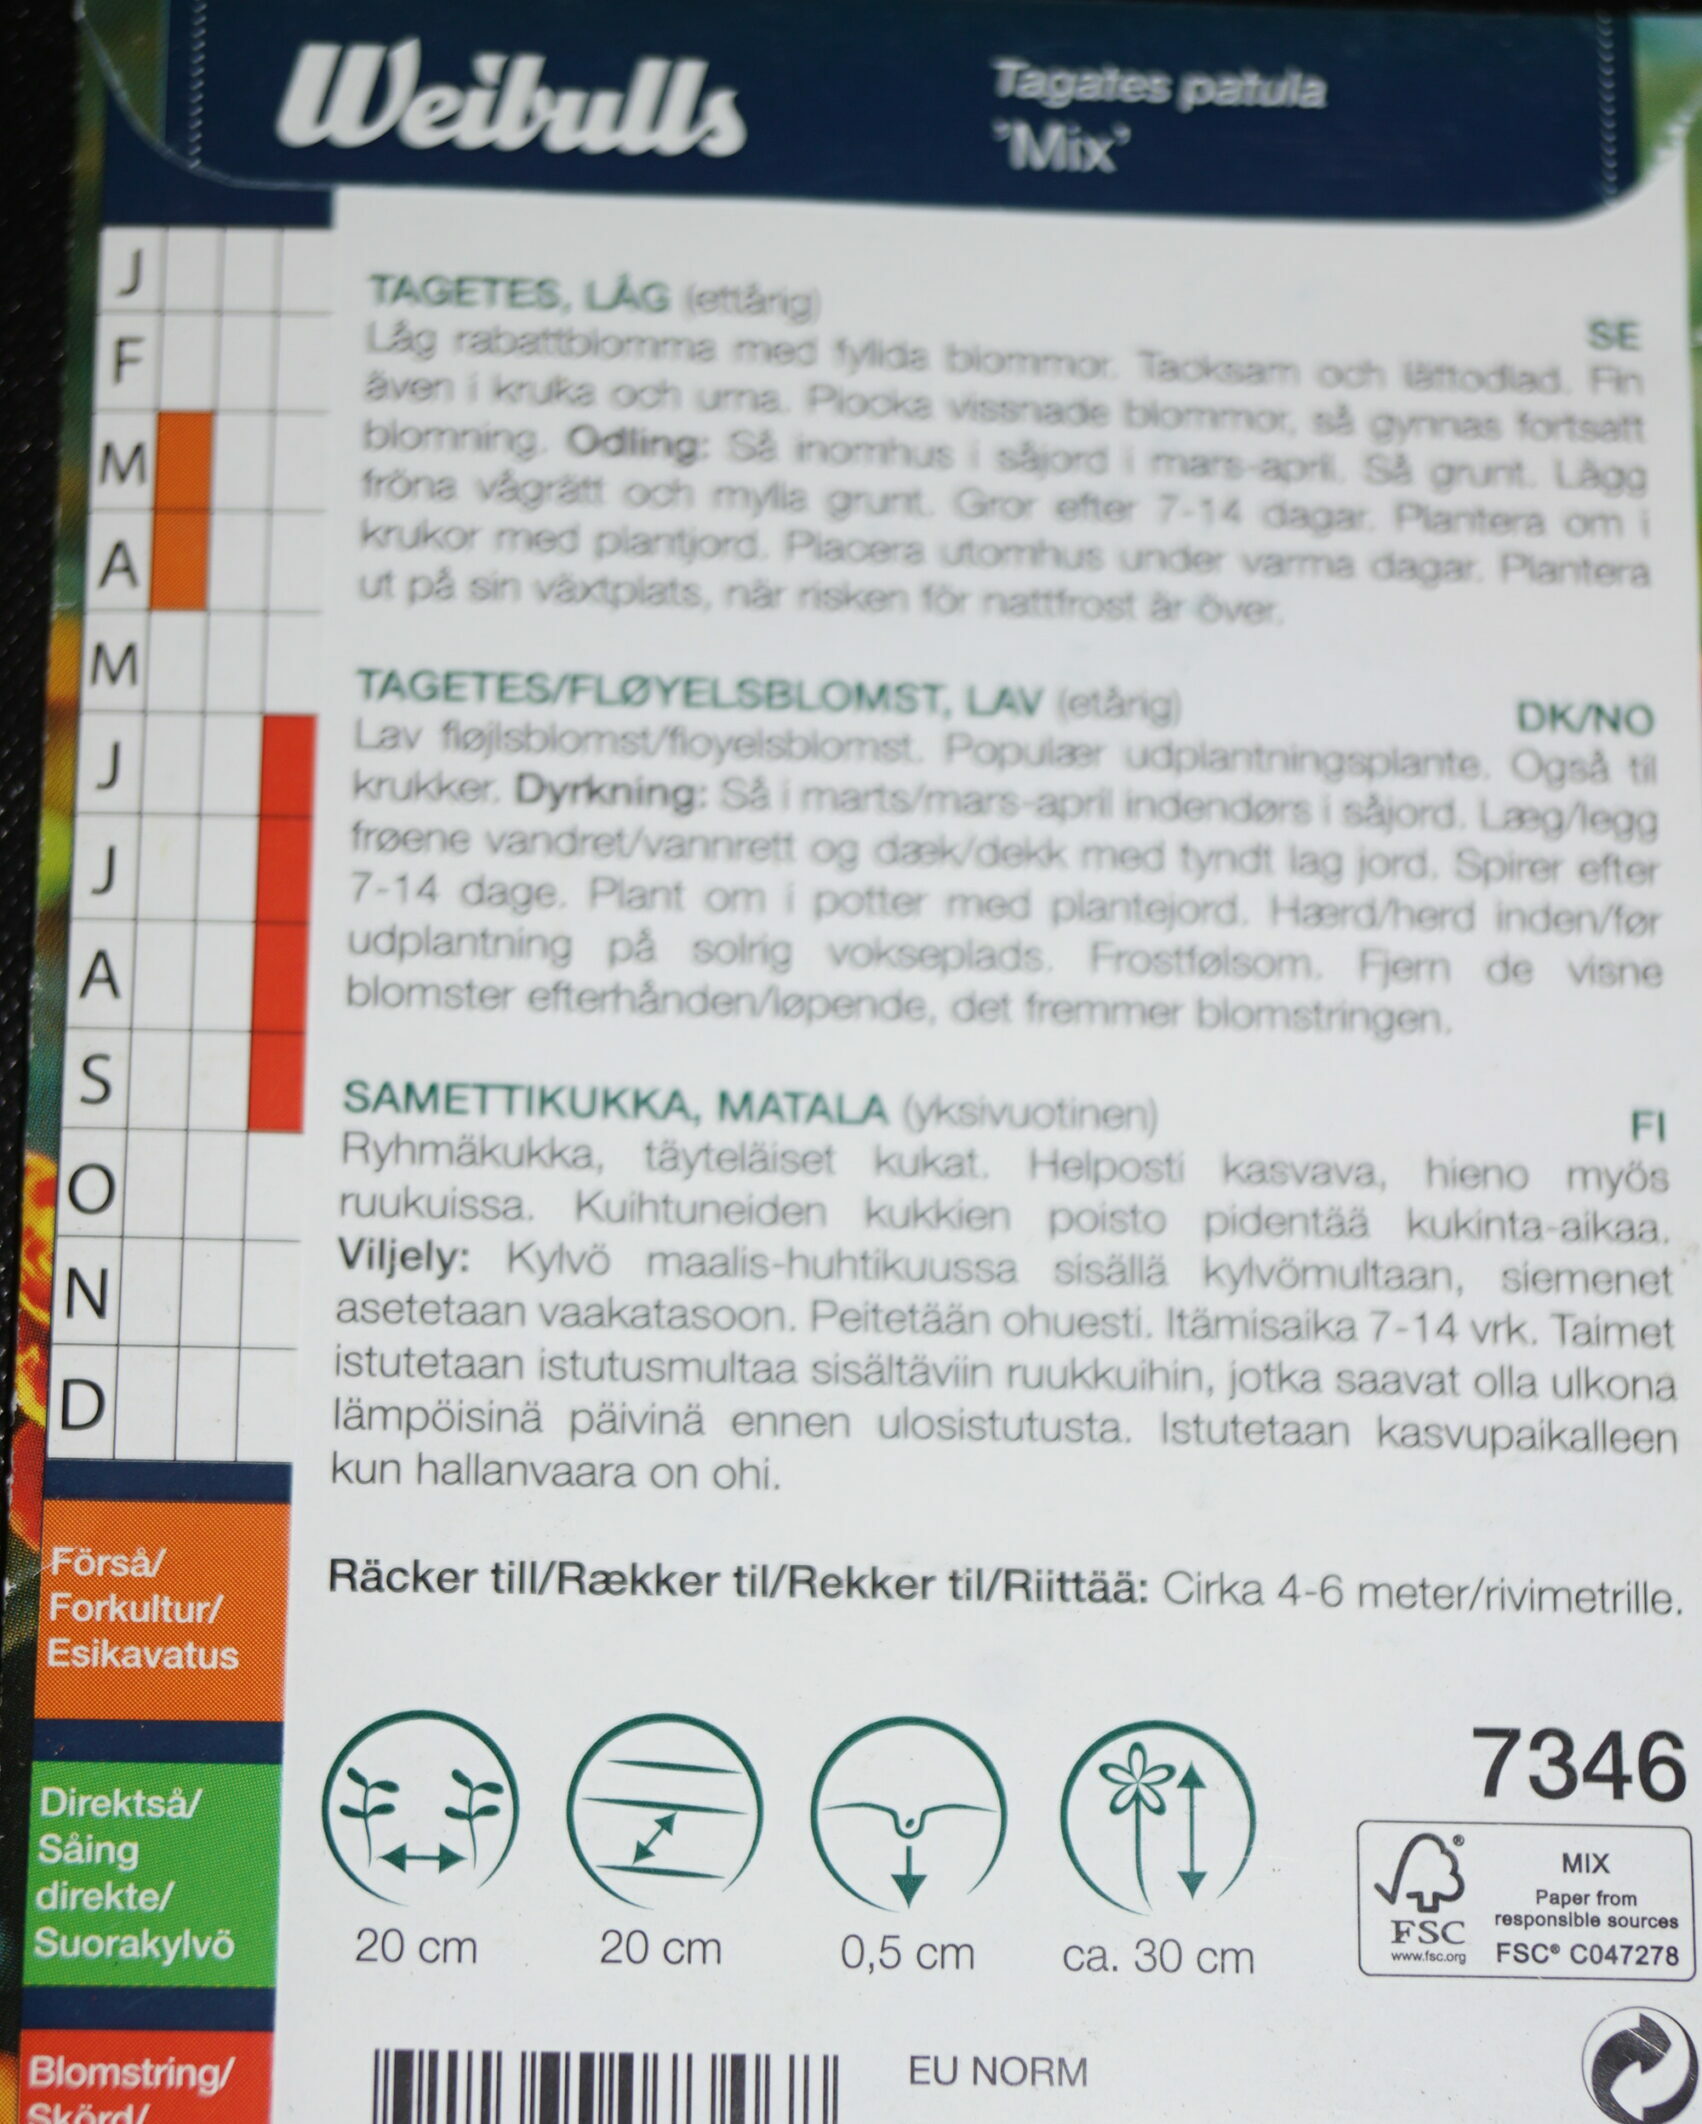 Weibulls
Tagates patula
'Mix'
J
F
M
A
M
J
J
A
S
O
N
D
TAGETES, LÅG (ettårig)
SE
Låg rabattblomma med fyllda blommor. Tacksam och lättodlad. Fin
även i kruka och urna. Plocka vissnade blommor, så gynnas fortsatt
blomning. Odling: Så inomhus i såjord i mars-april. Så grunt. Lägg
fröna vågrätt och mylla grunt. Gror efter 7-14 dagar. Plantera om i
krukor med plantjord. Placera utomhus under varma dagar. Plantera
ut på sin växtplats, när risken för nattfrost är över.
TAGETES/FLØYELSBLOMST, LAV (etårig)
DK/NO
Lav fløjlsblomst/floyelsblomst. Populær udplantningsplante. Også til
krukker. Dyrkning: Så i marts/mars-april indendørs i såjord. Læg/legg
frøene vandret/vannrett og dæk/dekk med tyndt lag jord. Spirer efter
7-14 dage. Plant om i potter med plantejord. Hærd/herd inden/før
udplantning på solrig vokseplads. Frostfølsom. Fjern de visne
blomster efterhånden/løpende, det fremmer blomstringen.
SAMETTIKUKKA, MATALA (yksivuotinen)
FI
Ryhmäkukka, täyteläiset kukat. Helposti kasvava, hieno myös
ruukuissa. Kuihtuneiden kukkien poisto pidentää kukinta-aikaa.
Viljely: Kylvö maalis-huhtikuussa sisällä kylvömultaan, siemenet
asetetaan vaakatasoon. Peitetään ohuesti. Itämisaika 7-14 vrk. Taimet
istutetaan istutusmultaa sisältäviin ruukkuihin, jotka saavat olla ulkona
lämpöisinä päivinä ennen ulosistutusta. Istutetaan kasvupaikalleen
kun hallanvaara on ohi.
Räcker till/Rækker til/Rekker til/Riittää: Cirka 4-6 meter/rivimetrille.
Förså/
Forkultur/
Esikavatus
Direktså/
Såing
direkte/
Suorakylvö
Blomstring/
Skörd/
20 cm
20 cm
0,5 cm
ca. 30 cm
7346
FSC
www.fsc.org
MIX
Paper from
responsible sources
FSC® C047278
EU NORM